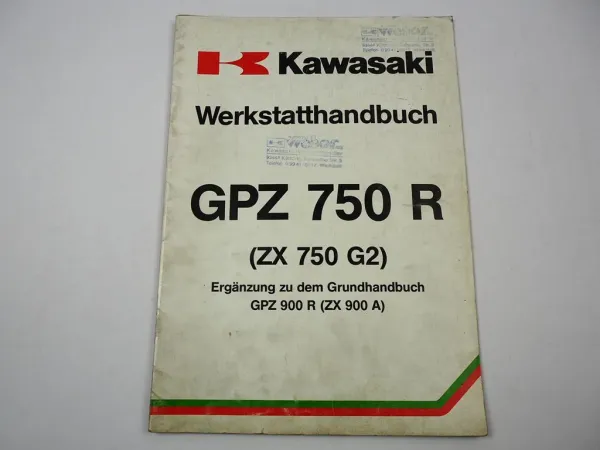 Kawasaki
Werkstatthandbuch
GPZ 750 R
(ZX 750 G2)
Ergänzung zu dem Grundhandbuch
GPZ 900 R (ZX 900 A)